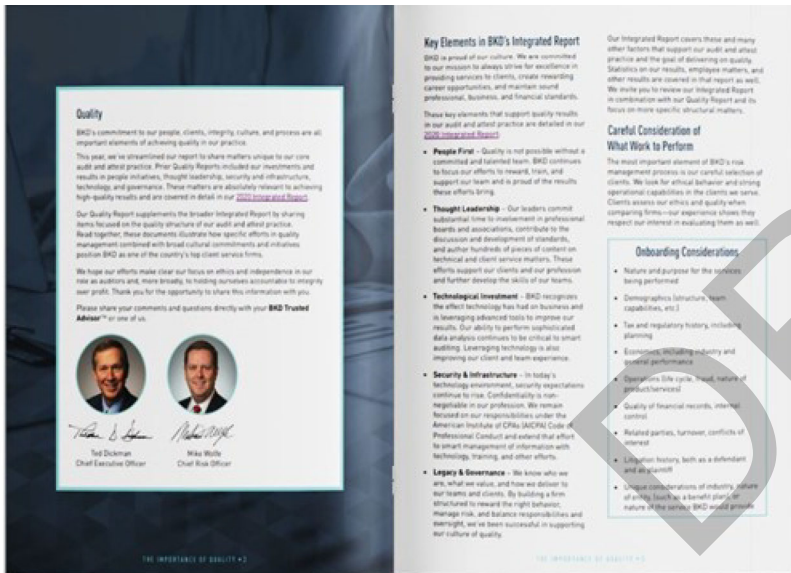 Quality
BKD's commitment to our people, clients, integrity, culture, and process are all
important elements of achieving quality in our practice.
This year, we've streamlined our report to share matters unique to our core
audit and attest practice. Prior Quality Reports included our investments and
results in people initiatives, thought leadership, security and infrastructure,
technology, and governance. These matters are absolutely relevant to achieving
high-quality results and are covered in detail in our 2020 Integrated Report.
Our Quality Report supplements the broader Integrated Report by sharing
items focused on the quality structure of our audit and attest practice.
Read together, these documents illustrate how specific efforts in quality
management combined with broad cultural commitments and initiatives
position BKD as one of the country's top client service firms.
We hope our efforts make clear our focus on ethics and independence in our
role as auditors and, more broadly, to holding ourselves accountable to integrity
over profit. Thank you for the opportunity to share this information with you.
Please share your comments and questions directly with your BKD Trusted
Advisor™ or one of us.
Ted Dickman
Chief Executive Officer
Mike Wolfe
Chief Risk Officer
THE IMPORTANCE OF QUALITY • 2
Key Elements in BKD's Integrated Report
BKD is proud of our culture. We are committed
to our mission to always strive for excellence in
providing services to clients, create rewarding
career opportunities, and maintain sound
professional, business, and financial standards.
These key elements that support quality results
in our audit and attest practice are detailed in our
2020 Integrated Report:
• People First – Quality is not possible without a
committed and talented team. BKD continues
to focus our efforts to reward, train, and
support our team and is proud of the results
these efforts bring.
• Thought Leadership – Our leaders commit
substantial time to involvement in professional
boards and associations, contribute to the
discussion and development of standards,
and author hundreds of pieces of content on
technical and client service matters. These
efforts support our clients and our profession
and further develop the skills of our teams.
• Technological Investment – BKD recognizes
the effect technology has had on business and
is leveraging advanced tools to improve our
results. Our ability to perform sophisticated
data analysis continues to be critical to smart
auditing. Leveraging technology is also
improving our client and team experience.
• Security & Infrastructure – In today's
technology environment, security expectations
continue to rise. Confidentiality is non-
negotiable in our profession. We remain
focused on our responsibilities under the
American Institute of CPAs (AICPA) Code of
Professional Conduct and extend that effort
to smart management of information with
technology, training, and other efforts.
• Legacy & Governance – We know who we
are, what we value, and how we deliver to
our teams and clients. By building a firm
structured to reward the right behavior,
manage risk, and balance responsibilities and
oversight, we've been successful in supporting
our culture of quality.
Our Integrated Report covers these and many
other factors that support our audit and attest
practice and the goal of delivering on quality.
Statistics on our results, employee matters, and
other results are covered in that report as well.
We invite you to review our Integrated Report
in combination with our Quality Report and its
focus on more specific structural matters.
Careful Consideration of
What Work to Perform
The most important element of BKD's risk
management process is our careful selection of
clients. We look for ethical behavior and strong
operational capabilities in the clients we serve.
Clients assess our ethics and quality when
comparing firms—our experience shows they
respect our interest in evaluating them as well.
Onboarding Considerations
• Nature and purpose for the services
being performed
• Demographics (structure, team
capabilities, etc.)
• Tax and regulatory history, including
planning
• Economics, including industry and
general performance
• Operations (life cycle, fraud, nature of
product/services)
• Quality of financial records, internal
control
• Related parties, turnover, conflicts of
interest
• Litigation history, both as a defendant
and as plaintiff
• Unique considerations of industry, nature
of entity (such as a benefit plan), or
nature of the service BKD would provide
THE IMPORTANCE OF QUALITY •